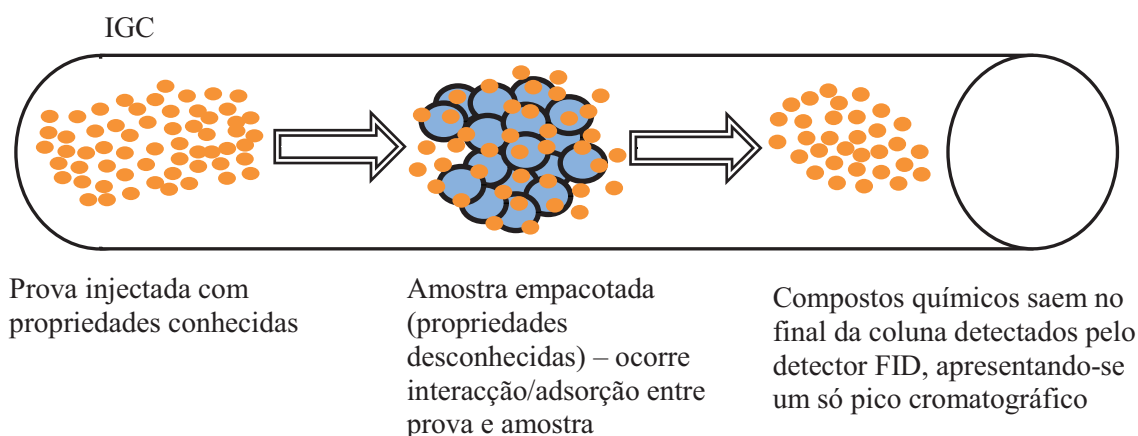 IGC
Prova injectada com
propriedades conhecidas
Amostra empacotada
(propriedades
desconhecidas) – ocorre
interacção/adsorção entre
prova e amostra
Compostos químicos saem no
final da coluna detectados pelo
detector FID, apresentando-se
um só pico cromatográfico